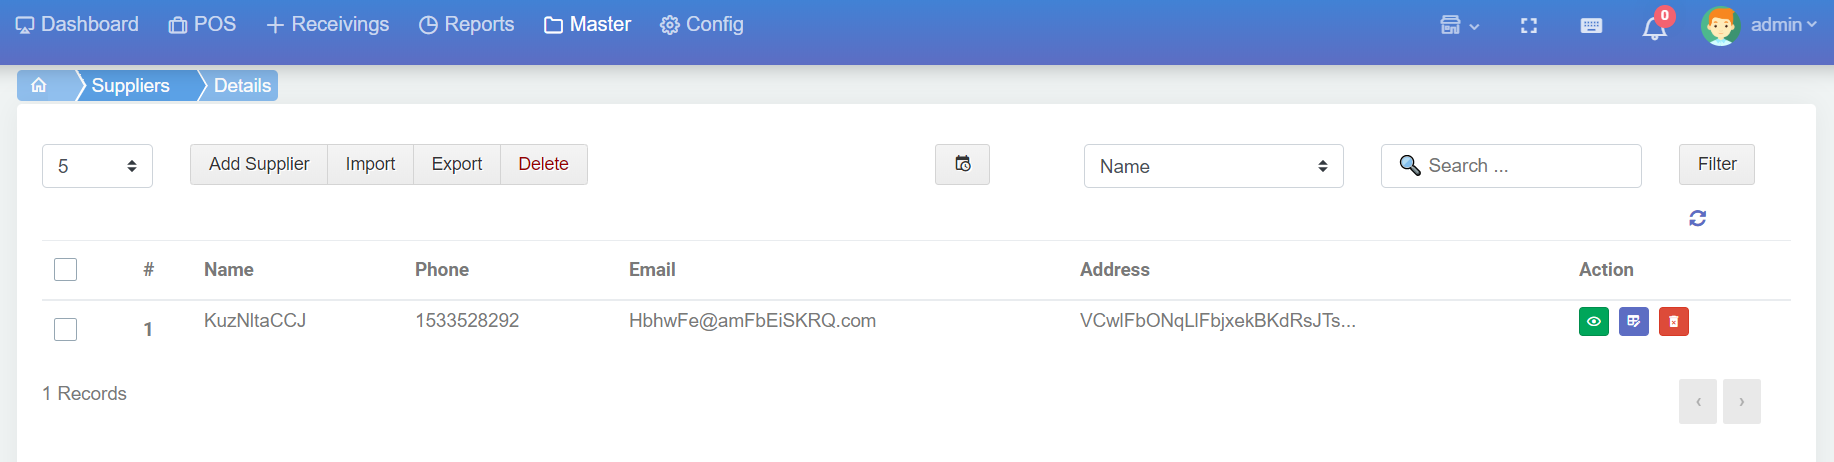 Dashboard POS Receivings Reports Master Config 0 admin
Suppliers Details
5 Add Supplier Import Export Delete Name Search ... Filter
# Name Phone Email Address Action
1 KuzNltaCCJ 1533528292 HbhwFe@amFbEiSKRQ.com VCwlFbONqLlFbjxekBKdRsJTs...
1 Records ‹ ›